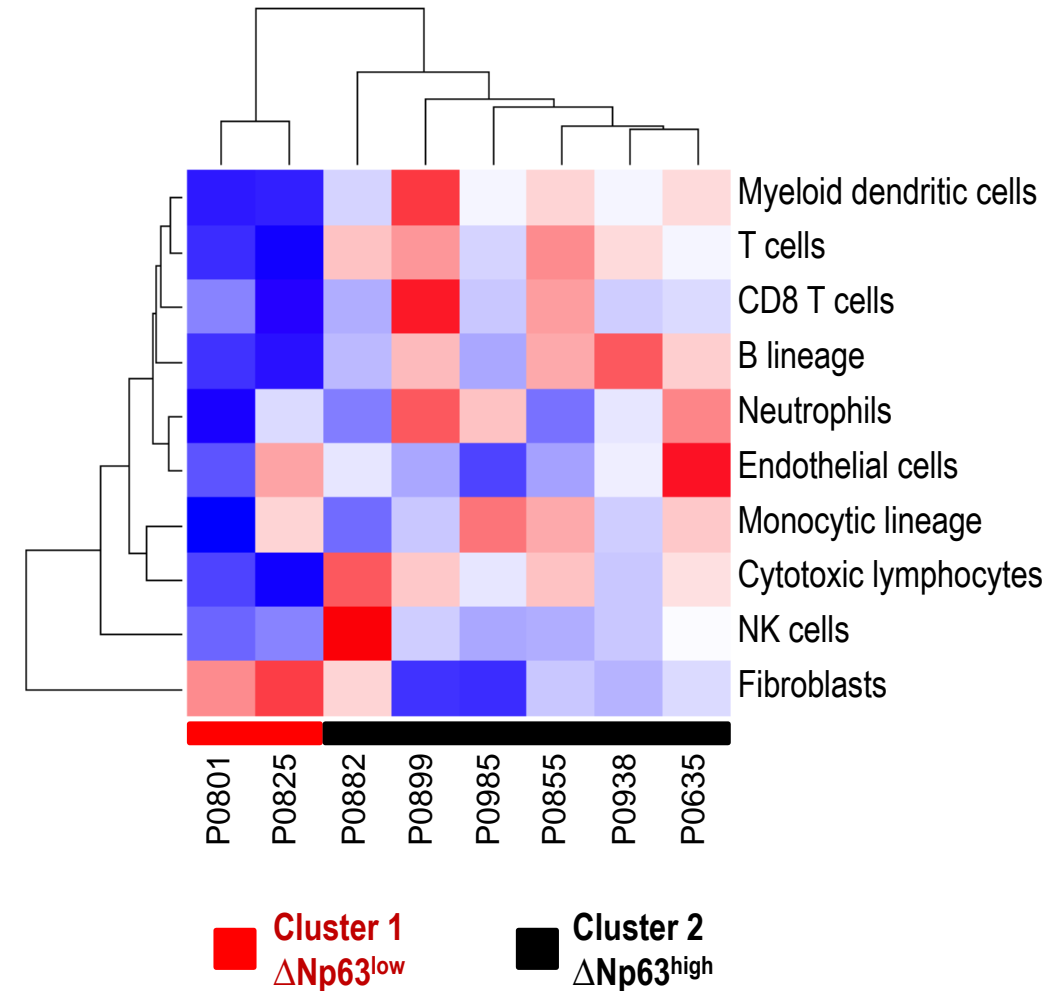 Myeloid dendritic cells
T cells
CD8 T cells
B lineage
Neutrophils
Endothelial cells
Monocytic lineage
Cytotoxic lymphocytes
NK cells
Fibroblasts
P0801
P0825
P0882
P0899
P0985
P0855
P0938
P0635
Cluster 1
ΔNp63low
Cluster 2
ΔNp63high